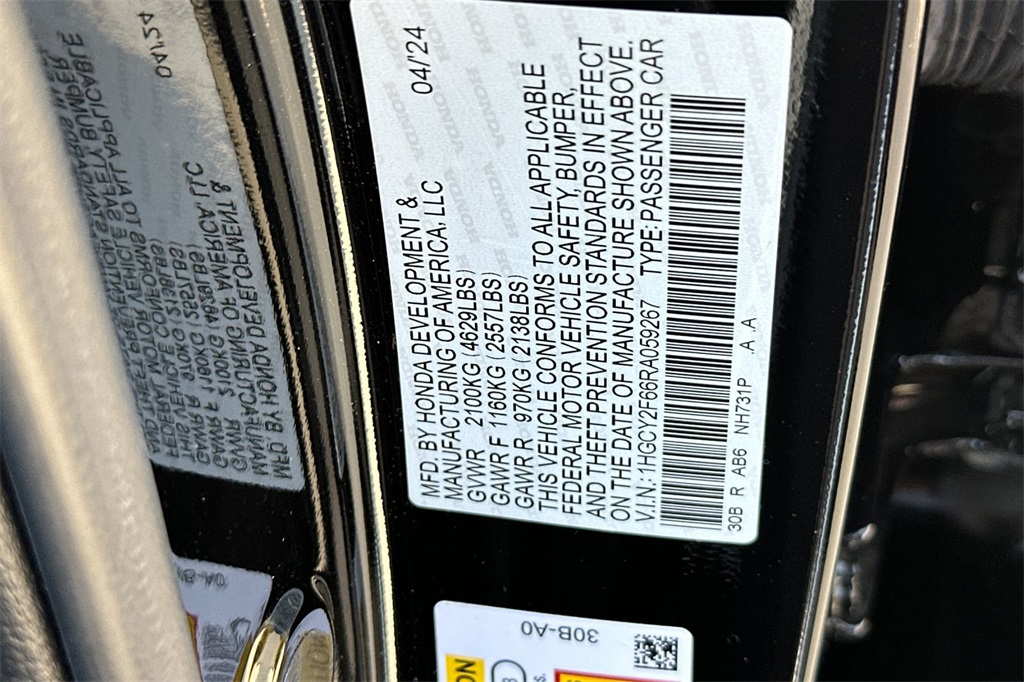 04/'24
MFD. BY HONDA DEVELOPMENT &
MANUFACTURING OF AMERICA, LLC
GVWR 2100KG (4629LBS)
GAWR F 1160KG (2557LBS)
GAWR R 970KG (2138LBS)
THIS VEHICLE CONFORMS TO ALL APPLICABLE
FEDERAL MOTOR VEHICLE SAFETY, BUMPER,
AND THEFT PREVENTION STANDARDS IN EFFECT
ON THE DATE OF MANUFACTURE SHOWN ABOVE.
V.I.N.: 1HGCY2F66RA059267 TYPE: PASSENGER CAR
30B R AB6 NH731P .A .A
30B-A0